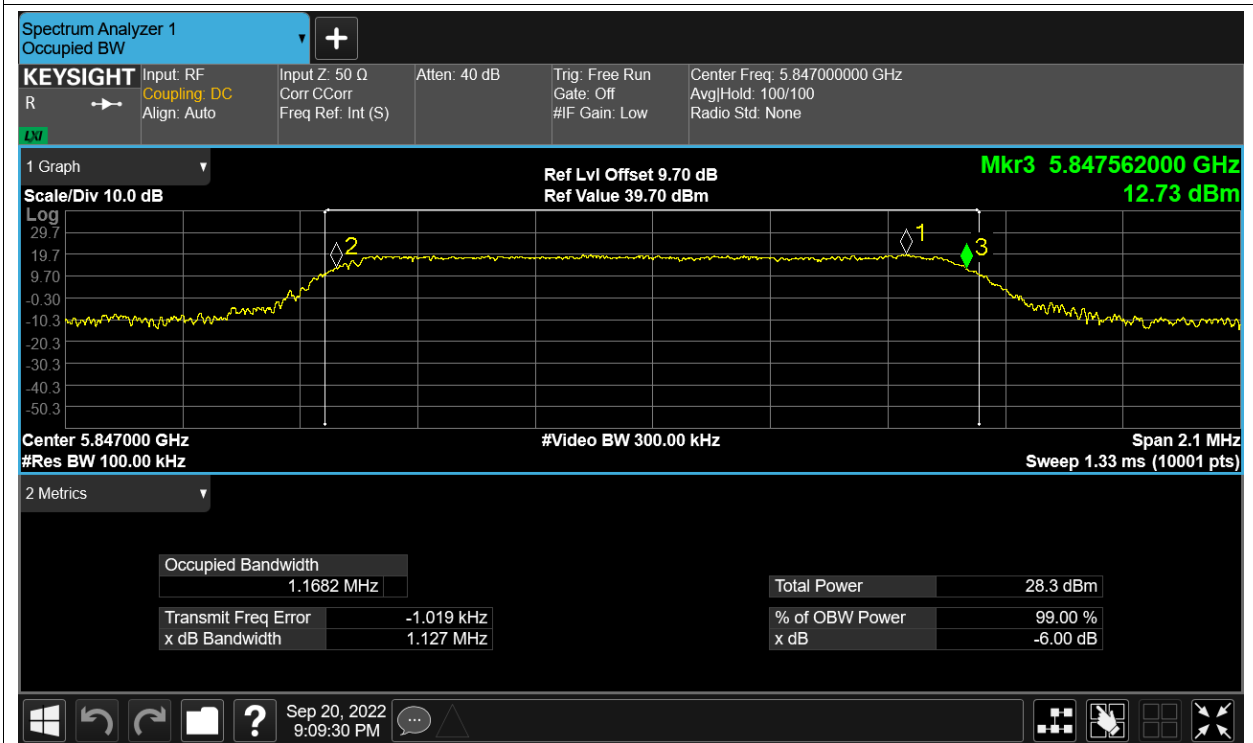 Spectrum Analyzer 1
Occupied BW
KEYSIGHT
R
LXI
Input: RF
Coupling: DC
Align: Auto
Input Z: 50 Ω
Corr CCorr
Freq Ref: Int (S)
Atten: 40 dB
Trig: Free Run
Gate: Off
#IF Gain: Low
Center Freq: 5.847000000 GHz
Avg|Hold: 100/100
Radio Std: None
1 Graph
Scale/Div 10.0 dB
Ref Lvl Offset 9.70 dB
Ref Value 39.70 dBm
Mkr3 5.847562000 GHz
12.73 dBm
Log
29.7
19.7
9.70
-0.30
-10.3
-20.3
-30.3
-40.3
-50.3
2
1
3
Center 5.847000 GHz
#Res BW 100.00 kHz
#Video BW 300.00 kHz
Span 2.1 MHz
Sweep 1.33 ms (10001 pts)
2 Metrics
Occupied Bandwidth
1.1682 MHz
Transmit Freq Error -1.019 kHz
x dB Bandwidth 1.127 MHz
Total Power 28.3 dBm
% of OBW Power 99.00 %
x dB -6.00 dB
?
Sep 20, 2022
9:09:30 PM